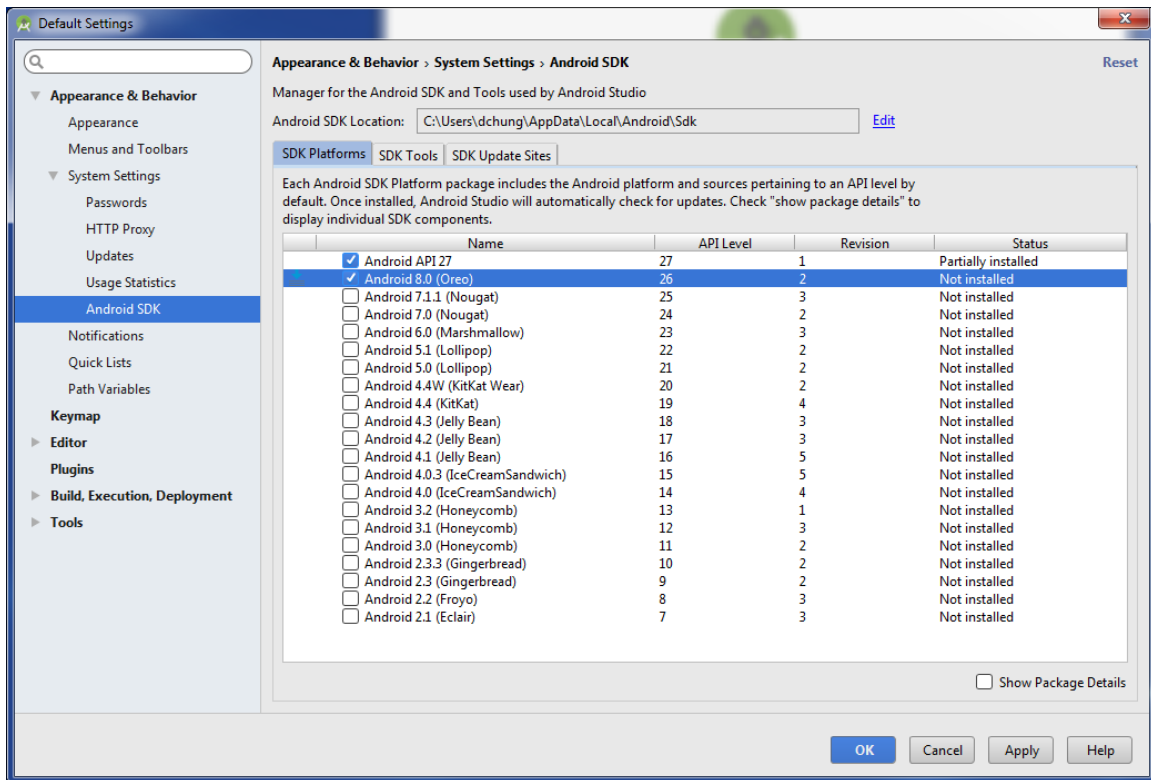 Default Settings
Appearance & Behavior
Appearance
Menus and Toolbars
System Settings
Passwords
HTTP Proxy
Updates
Usage Statistics
Android SDK
Notifications
Quick Lists
Path Variables
Keymap
Editor
Plugins
Build, Execution, Deployment
Tools
Appearance & Behavior › System Settings › Android SDK
Reset
Manager for the Android SDK and Tools used by Android Studio
Android SDK Location: C:\Users\dchung\AppData\Local\Android\Sdk Edit
SDK Platforms SDK Tools SDK Update Sites
Each Android SDK Platform package includes the Android platform and sources pertaining to an API level by
default. Once installed, Android Studio will automatically check for updates. Check "show package details" to
display individual SDK components.
Name API Level Revision Status
Android API 27 27 1 Partially installed
Android 8.0 (Oreo) 26 2 Not installed
Android 7.1.1 (Nougat) 25 3 Not installed
Android 7.0 (Nougat) 24 2 Not installed
Android 6.0 (Marshmallow) 23 3 Not installed
Android 5.1 (Lollipop) 22 2 Not installed
Android 5.0 (Lollipop) 21 2 Not installed
Android 4.4W (KitKat Wear) 20 2 Not installed
Android 4.4 (KitKat) 19 4 Not installed
Android 4.3 (Jelly Bean) 18 3 Not installed
Android 4.2 (Jelly Bean) 17 3 Not installed
Android 4.1 (Jelly Bean) 16 5 Not installed
Android 4.0.3 (IceCreamSandwich) 15 5 Not installed
Android 4.0 (IceCreamSandwich) 14 4 Not installed
Android 3.2 (Honeycomb) 13 1 Not installed
Android 3.1 (Honeycomb) 12 3 Not installed
Android 3.0 (Honeycomb) 11 2 Not installed
Android 2.3.3 (Gingerbread) 10 2 Not installed
Android 2.3 (Gingerbread) 9 2 Not installed
Android 2.2 (Froyo) 8 3 Not installed
Android 2.1 (Eclair) 7 3 Not installed
Show Package Details
OK Cancel Apply Help